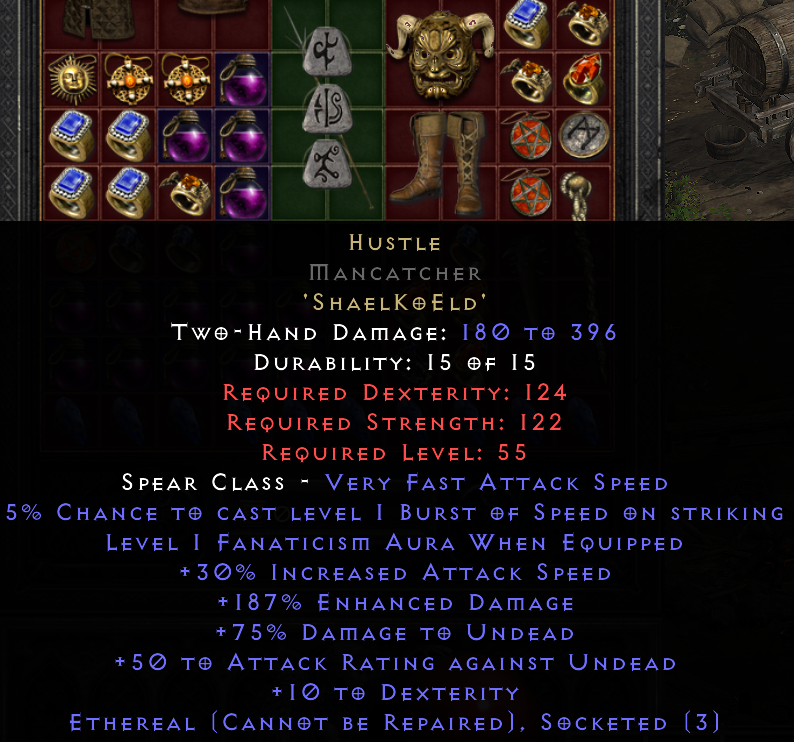 Hustle
Mancatcher
'ShaelKoEld'
Two-Hand Damage: 180 to 396
Durability: 15 of 15
Required Dexterity: 124
Required Strength: 122
Required Level: 55
Spear Class - Very Fast Attack Speed
5% Chance to cast level 1 Burst of Speed on striking
Level 1 Fanaticism Aura When Equipped
+30% Increased Attack Speed
+187% Enhanced Damage
+75% Damage to Undead
+50 to Attack Rating against Undead
+10 to Dexterity
Ethereal (Cannot be Repaired), Socketed (3)